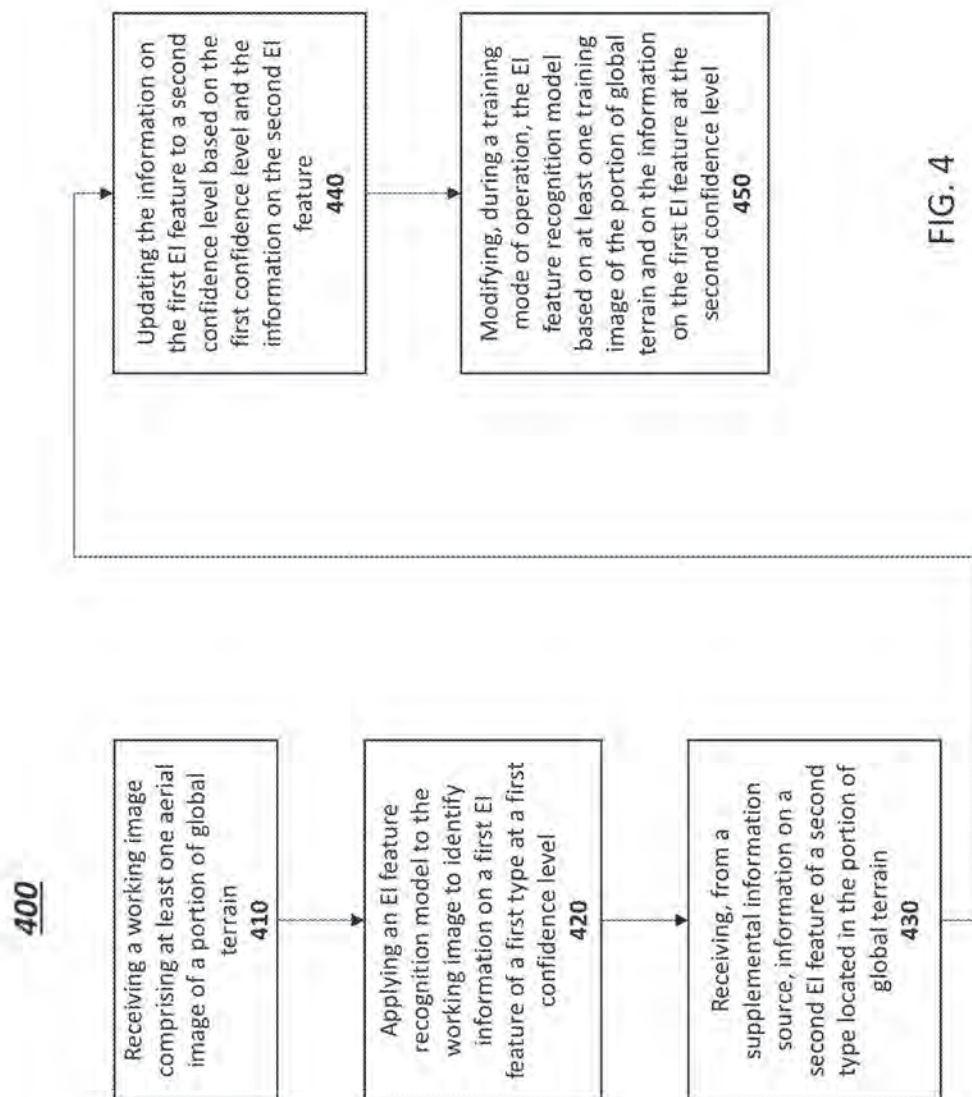 400
Receiving a working image
comprising at least one aerial
image of a portion of global
terrain
410
Applying an EI feature
recognition model to the
working image to identify
information on a first EI
feature of a first type at a first
confidence level
420
Receiving, from a
supplemental information
source, information on a
second EI feature of a second
type located in the portion of
global terrain
430
Updating the information on
the first EI feature to a second
confidence level based on the
first confidence level and the
information on the second EI
feature
440
Modifying, during a training
mode of operation, the EI
feature recognition model
based on at least one training
image of the portion of global
terrain and on the information
on the first EI feature at the
second confidence level
450
FIG. 4